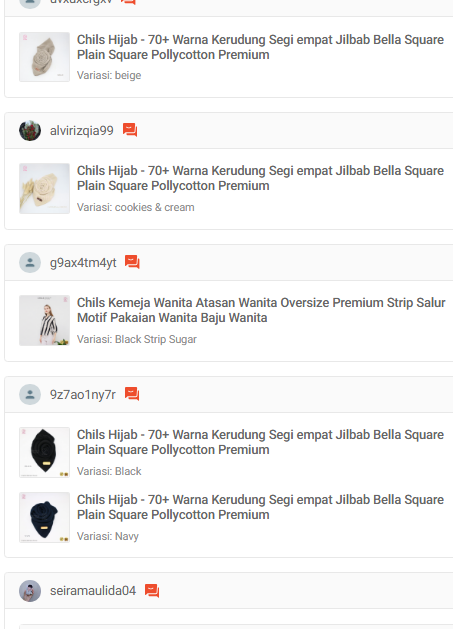 Chils Hijab - 70+ Warna Kerudung Segi empat Jilbab Bella Square
Plain Square Pollycotton Premium
Variasi: beige
alvirizqia99
Chils Hijab - 70+ Warna Kerudung Segi empat Jilbab Bella Square
Plain Square Pollycotton Premium
Variasi: cookies & cream
g9ax4tm4yt
Chils Kemeja Wanita Atasan Wanita Oversize Premium Strip Salur
Motif Pakaian Wanita Baju Wanita
Variasi: Black Strip Sugar
9z7ao1ny7r
Chils Hijab - 70+ Warna Kerudung Segi empat Jilbab Bella Square
Plain Square Pollycotton Premium
Variasi: Black
Chils Hijab - 70+ Warna Kerudung Segi empat Jilbab Bella Square
Plain Square Pollycotton Premium
Variasi: Navy
seiramaulida04